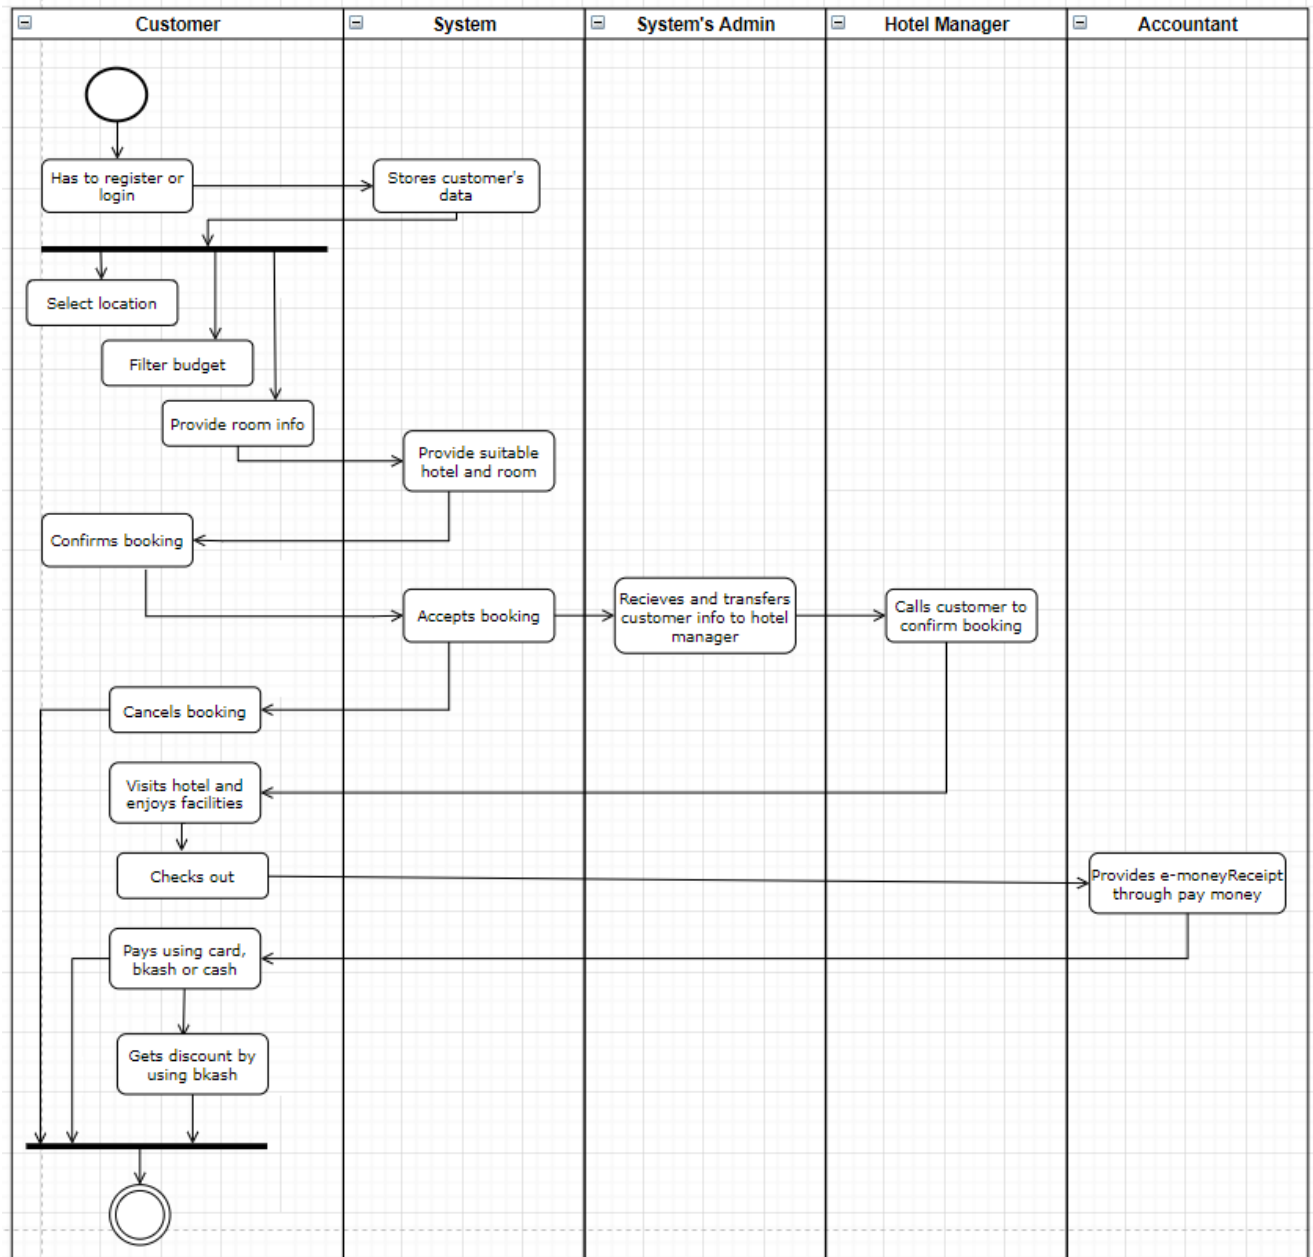 Customer
System
System's Admin
Hotel Manager
Accountant
Has to register or
login
Stores customer's
data
Select location
Filter budget
Provide room info
Provide suitable
hotel and room
Confirms booking
Accepts booking
Recieves and transfers
customer info to hotel
manager
Calls customer to
confirm booking
Cancels booking
Visits hotel and
enjoys facilities
Checks out
Provides e-moneyReceipt
through pay money
Pays using card,
bkash or cash
Gets discount by
using bkash